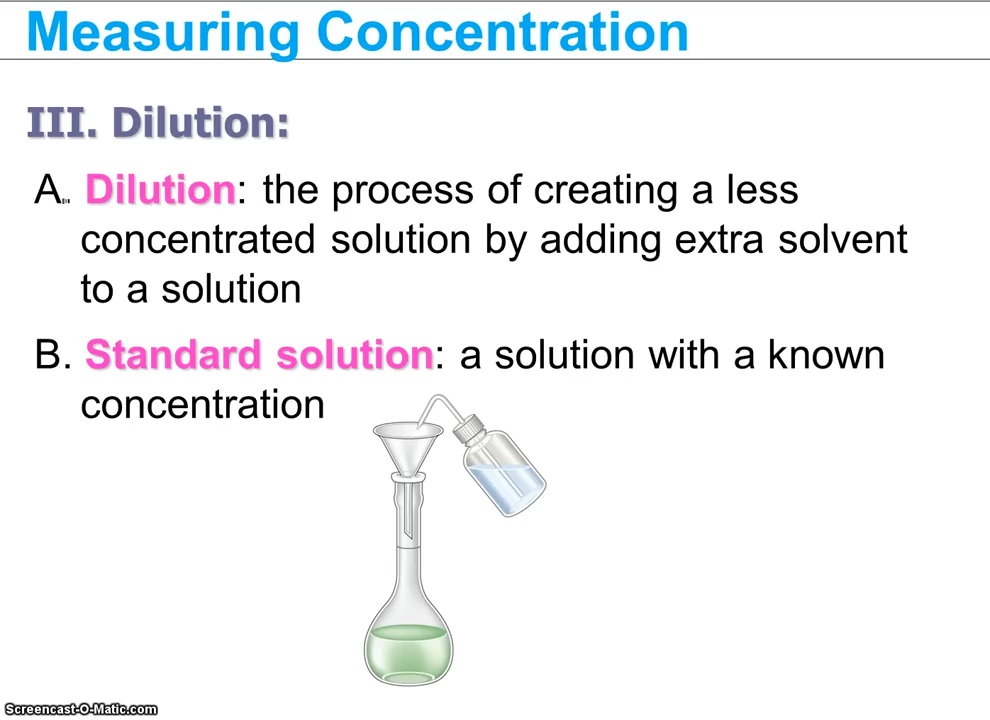 Measuring Concentration
III. Dilution:
A. Dilution: the process of creating a less
concentrated solution by adding extra solvent
to a solution
B. Standard solution: a solution with a known
concentration
Screencast-O-Matic.com